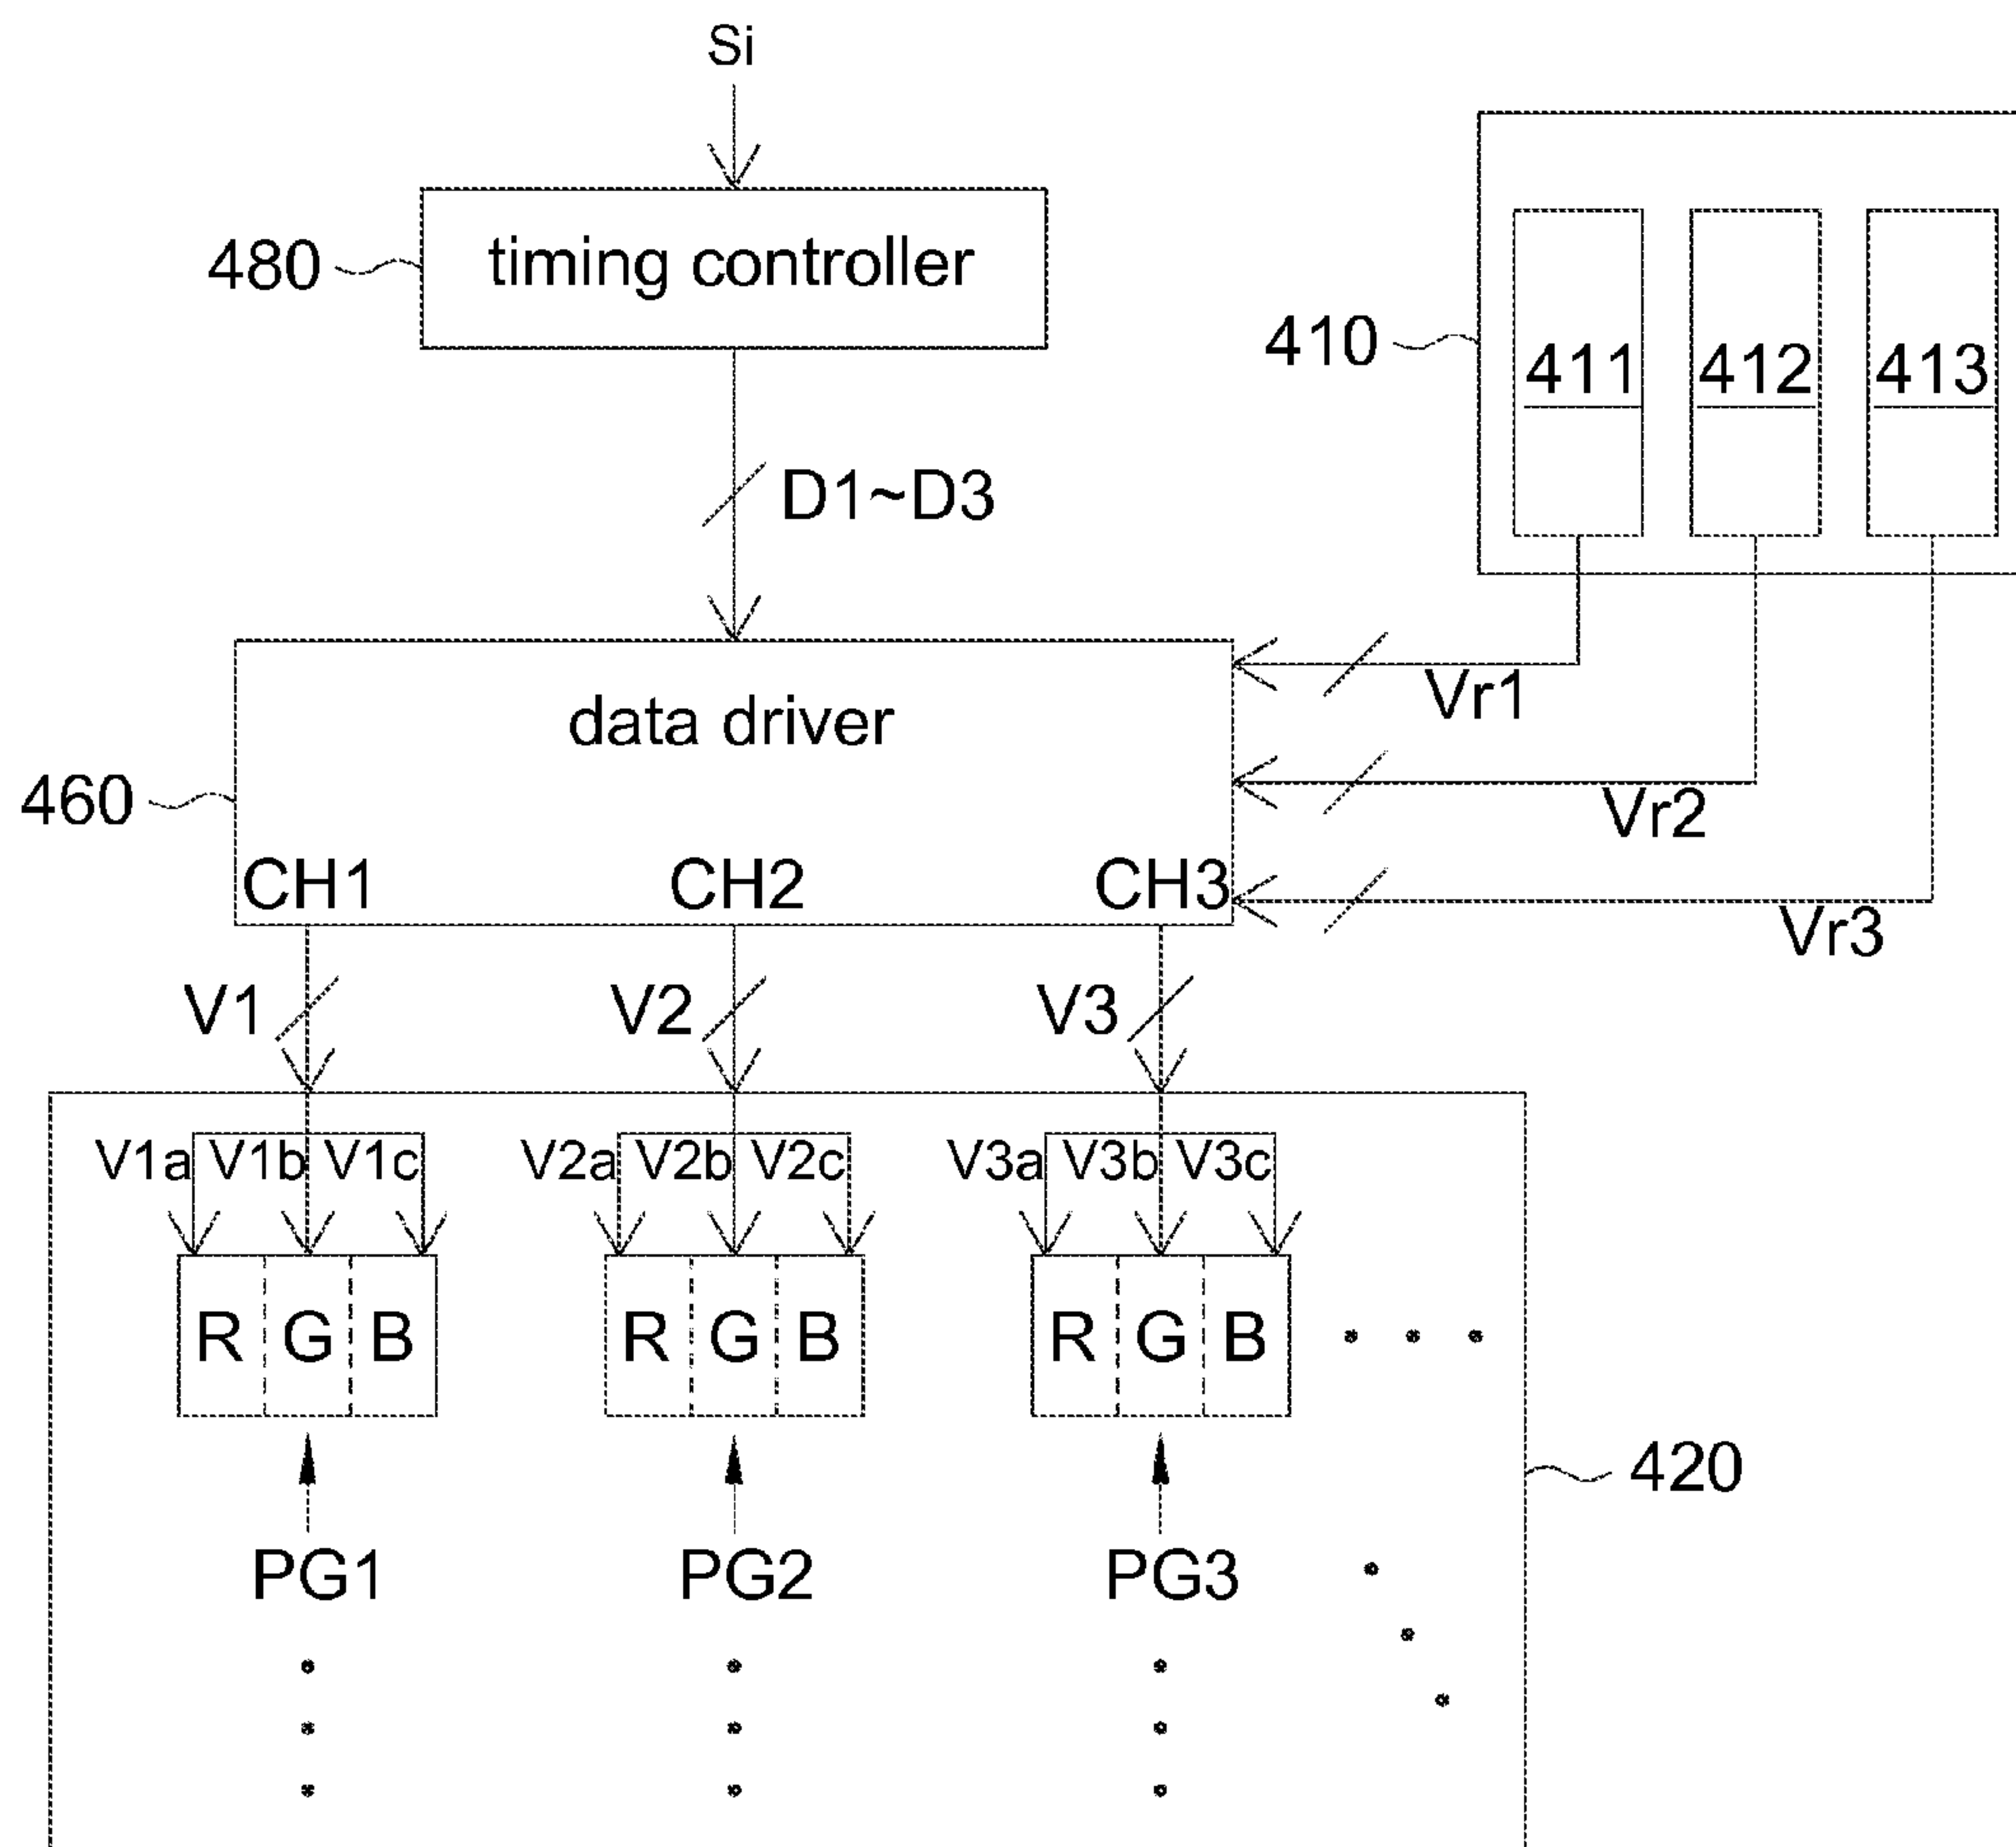 Si
480
timing controller
410
411 412 413
D1~D3
data driver
Vr1
460
Vr2
CH1 CH2 CH3
Vr3
V1 V2 V3
V1a V1b V1c V2a V2b V2c V3a V3b V3c
R G B R G B R G B
420
PG1 PG2 PG3